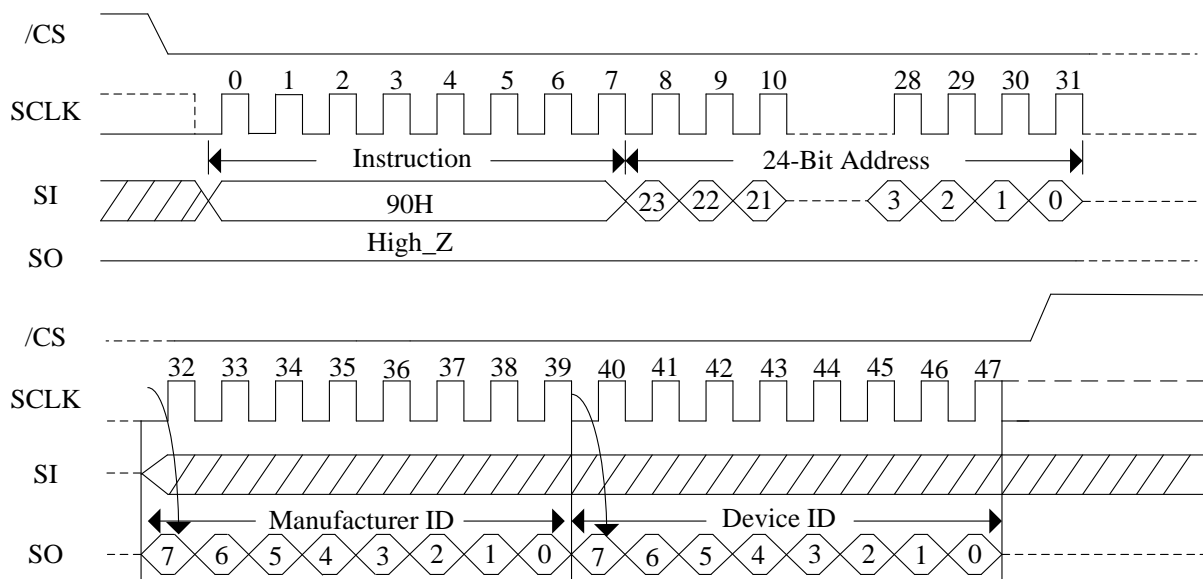 /CS
0 1 2 3 4 5 6 7 8 9 10 28 29 30 31
SCLK
Instruction 24-Bit Address
SI
90H 23 22 21 3 2 1 0
High_Z
SO
/CS
32 33 34 35 36 37 38 39 40 41 42 43 44 45 46 47
SCLK
SI
Manufacturer ID Device ID
SO 7 6 5 4 3 2 1 0 7 6 5 4 3 2 1 0